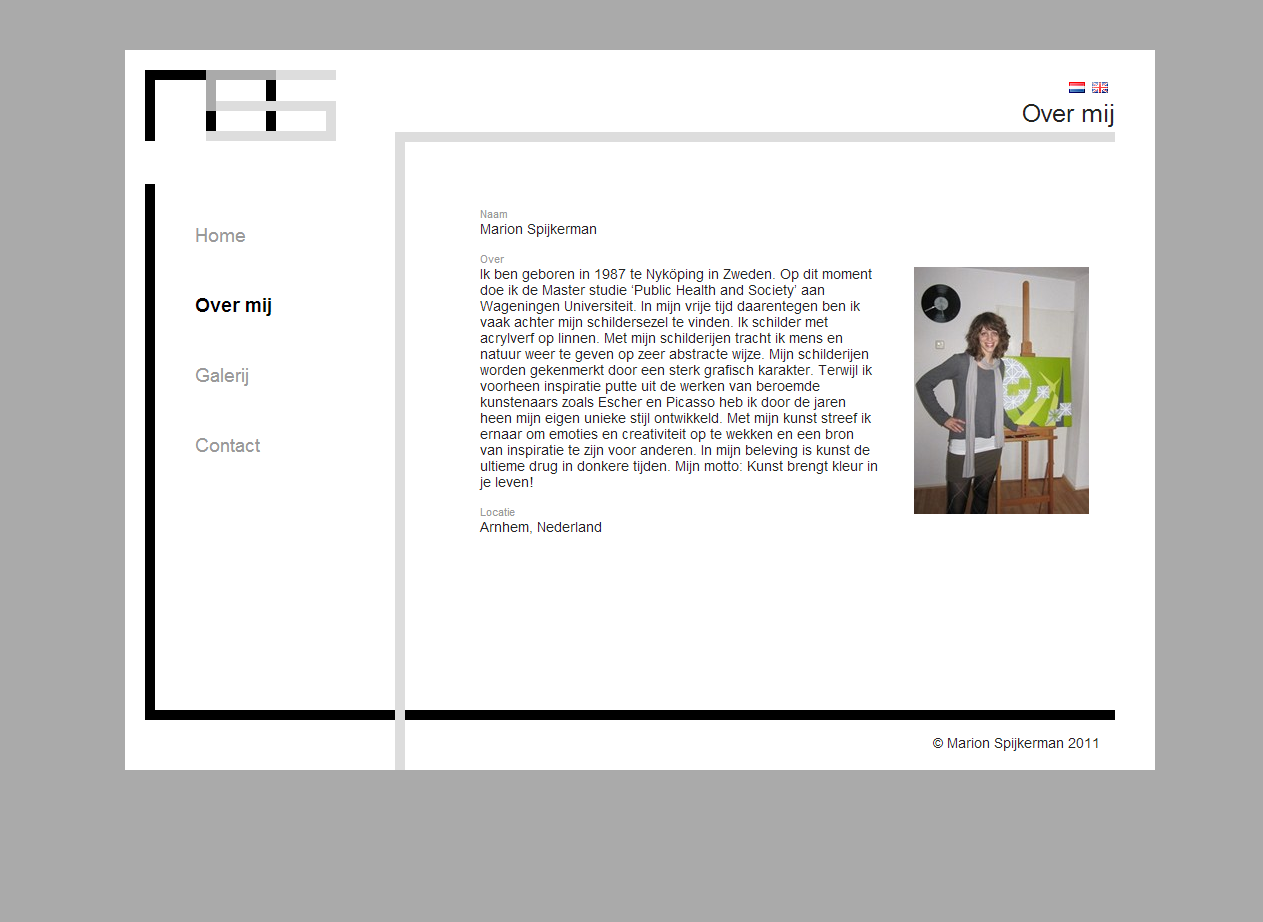 Over mij
Home
Over mij
Galerij
Contact
Naam
Marion Spijkerman
Over
Ik ben geboren in 1987 te Nyköping in Zweden. Op dit moment
doe ik de Master studie ‘Public Health and Society’ aan
Wageningen Universiteit. In mijn vrije tijd daarentegen ben ik
vaak achter mijn schildersezel te vinden. Ik schilder met
acrylverf op linnen. Met mijn schilderijen tracht ik mens en
natuur weer te geven op zeer abstracte wijze. Mijn schilderijen
worden gekenmerkt door een sterk grafisch karakter. Terwijl ik
voorheen inspiratie putte uit de werken van beroemde
kunstenaars zoals Escher en Picasso heb ik door de jaren
heen mijn eigen unieke stijl ontwikkeld. Met mijn kunst streef ik
ernaar om emoties en creativiteit op te wekken en een bron
van inspiratie te zijn voor anderen. In mijn beleving is kunst de
ultieme drug in donkere tijden. Mijn motto: Kunst brengt kleur in
je leven!
Locatie
Arnhem, Nederland
© Marion Spijkerman 2011